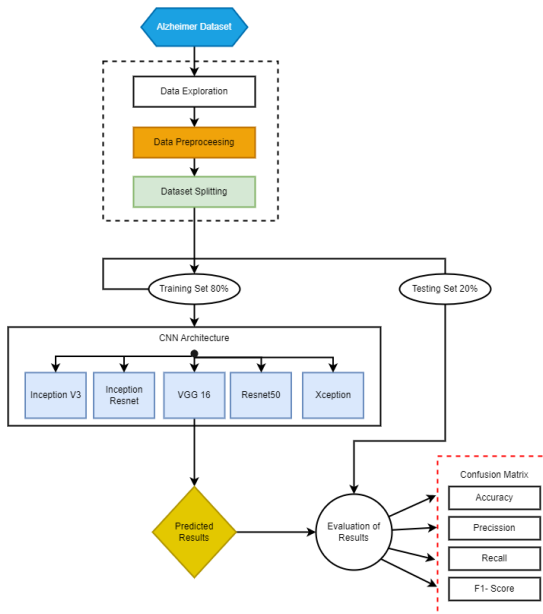 Alzheimer Dataset
Data Exploration
Data Preproceesing
Dataset Splitting
Training Set 80%
Testing Set 20%
CNN Architecture
Inception V3
Inception
Resnet
VGG 16
Resnet50
Xception
Predicted
Results
Evaluation of
Results
Confusion Matrix
Accuracy
Precission
Recall
F1- Score